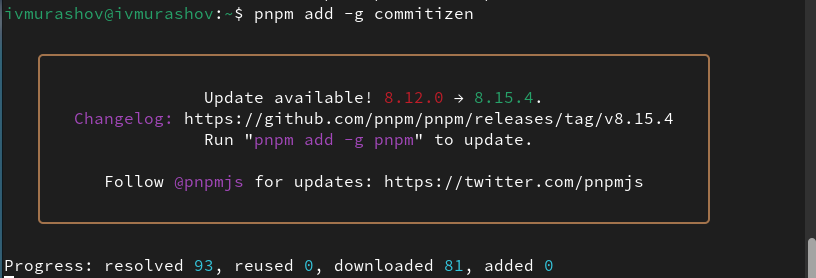 ivmurashov@ivmurashov:~$ pnpm add -g commitizen
Update available! 8.12.0 → 8.15.4.
Changelog: https://github.com/pnpm/pnpm/releases/tag/v8.15.4
Run "pnpm add -g pnpm" to update.
Follow @pnpmjs for updates: https://twitter.com/pnpmjs
Progress: resolved 93, reused 0, downloaded 81, added 0